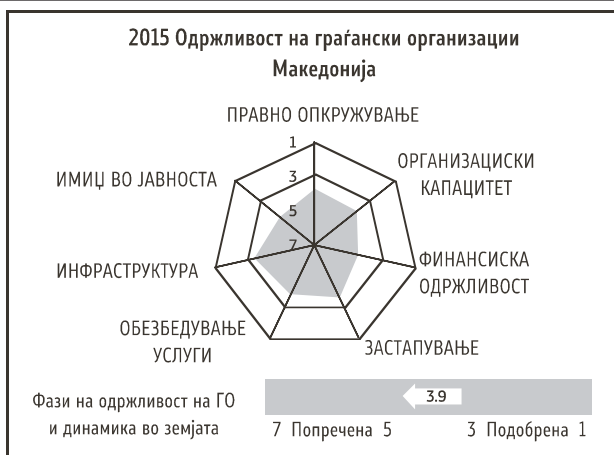 2015 Одржливост на граѓански организации
Македонија
ПРАВНО ОПКРУЖУВАЊЕ
1
ОРГАНИЗАЦИСКИ
КАПАЦИТЕТ
ИМИЏ ВО ЈАВНОСТА
3
5
7
ФИНАНСИСКА
ОДРЖЛИВОСТ
ИНФРАСТРУКТУРА
ОБЕЗБЕДУВАЊЕ
УСЛУГИ
ЗАСТАПУВАЊЕ
Фази на одржливост на ГО
и динамика во земјата
3.9
7 Попречена 5 3 Подобрена 1